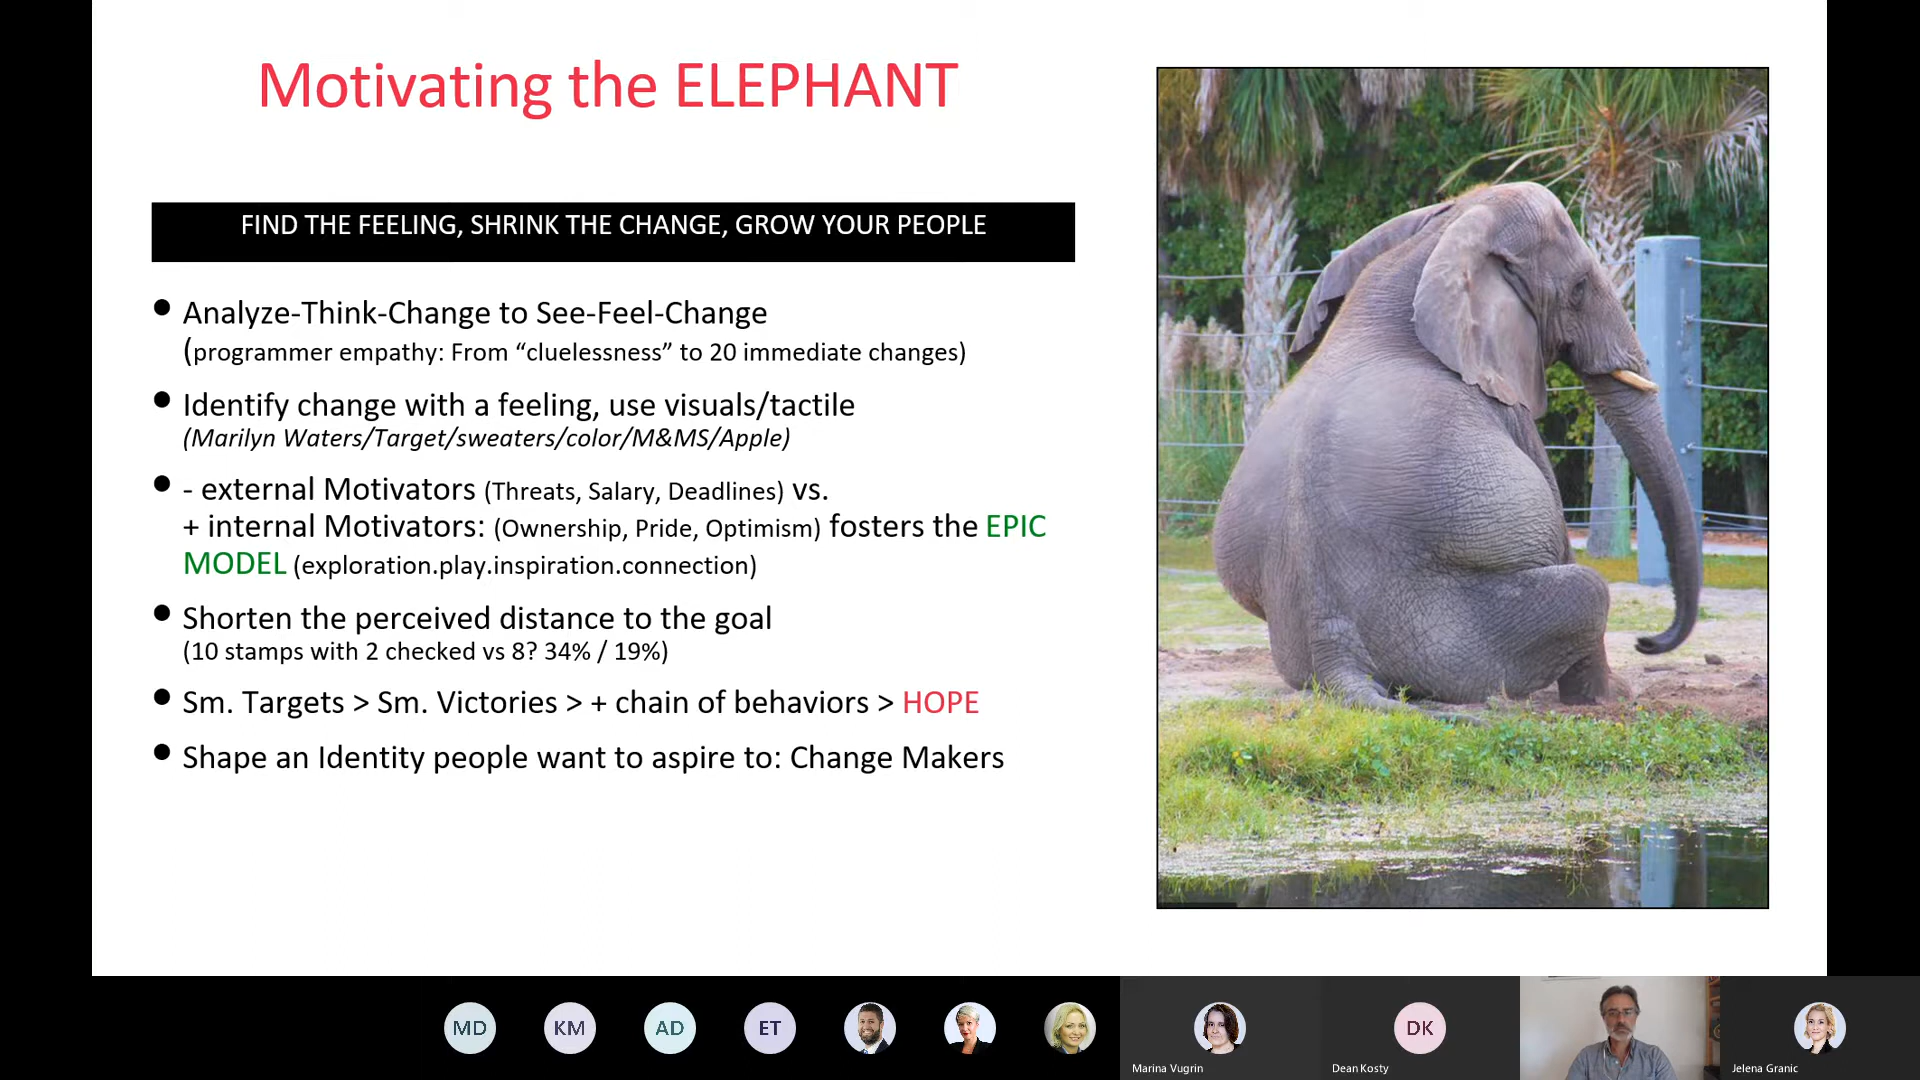 Motivating the ELEPHANT
FIND THE FEELING, SHRINK THE CHANGE, GROW YOUR PEOPLE
● Analyze-Think-Change to See-Feel-Change
(programmer empathy: From “cluelessness” to 20 immediate changes)
● Identify change with a feeling, use visuals/tactile
(Marilyn Waters/Target/sweaters/color/M&MS/Apple)
● - external Motivators (Threats, Salary, Deadlines) vs.
+ internal Motivators: (Ownership, Pride, Optimism) fosters the EPIC
MODEL (exploration.play.inspiration.connection)
● Shorten the perceived distance to the goal
(10 stamps with 2 checked vs 8? 34% / 19%)
● Sm. Targets > Sm. Victories > + chain of behaviors > HOPE
● Shape an Identity people want to aspire to: Change Makers
MD KM AD ET DK
Marina Vugrin Dean Kosty Jelena Granic